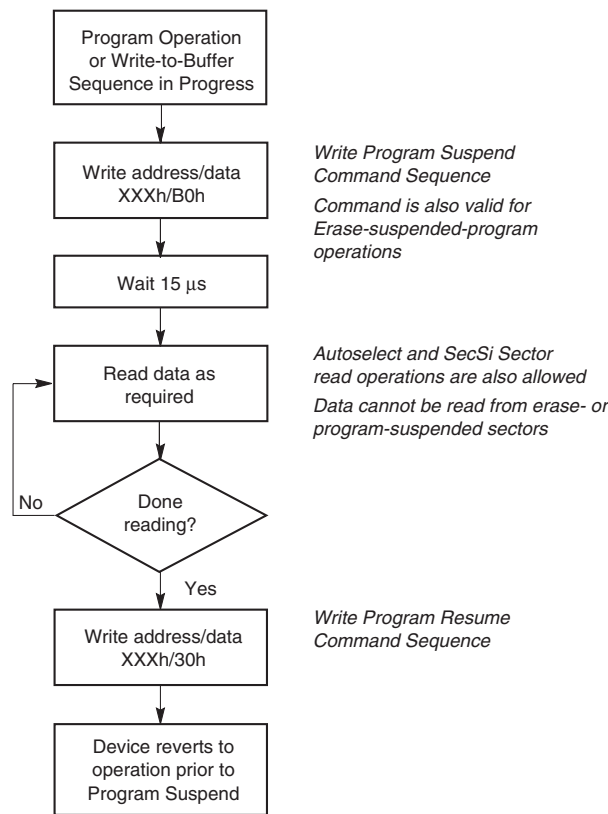 Program Operation
or Write-to-Buffer
Sequence in Progress
Write address/data
XXXh/B0h
Write Program Suspend
Command Sequence
Command is also valid for
Erase-suspended-program
operations
Wait 15 μs
Read data as
required
Autoselect and SecSi Sector
read operations are also allowed
Data cannot be read from erase- or
program-suspended sectors
No
Done
reading?
Yes
Write address/data
XXXh/30h
Write Program Resume
Command Sequence
Device reverts to
operation prior to
Program Suspend